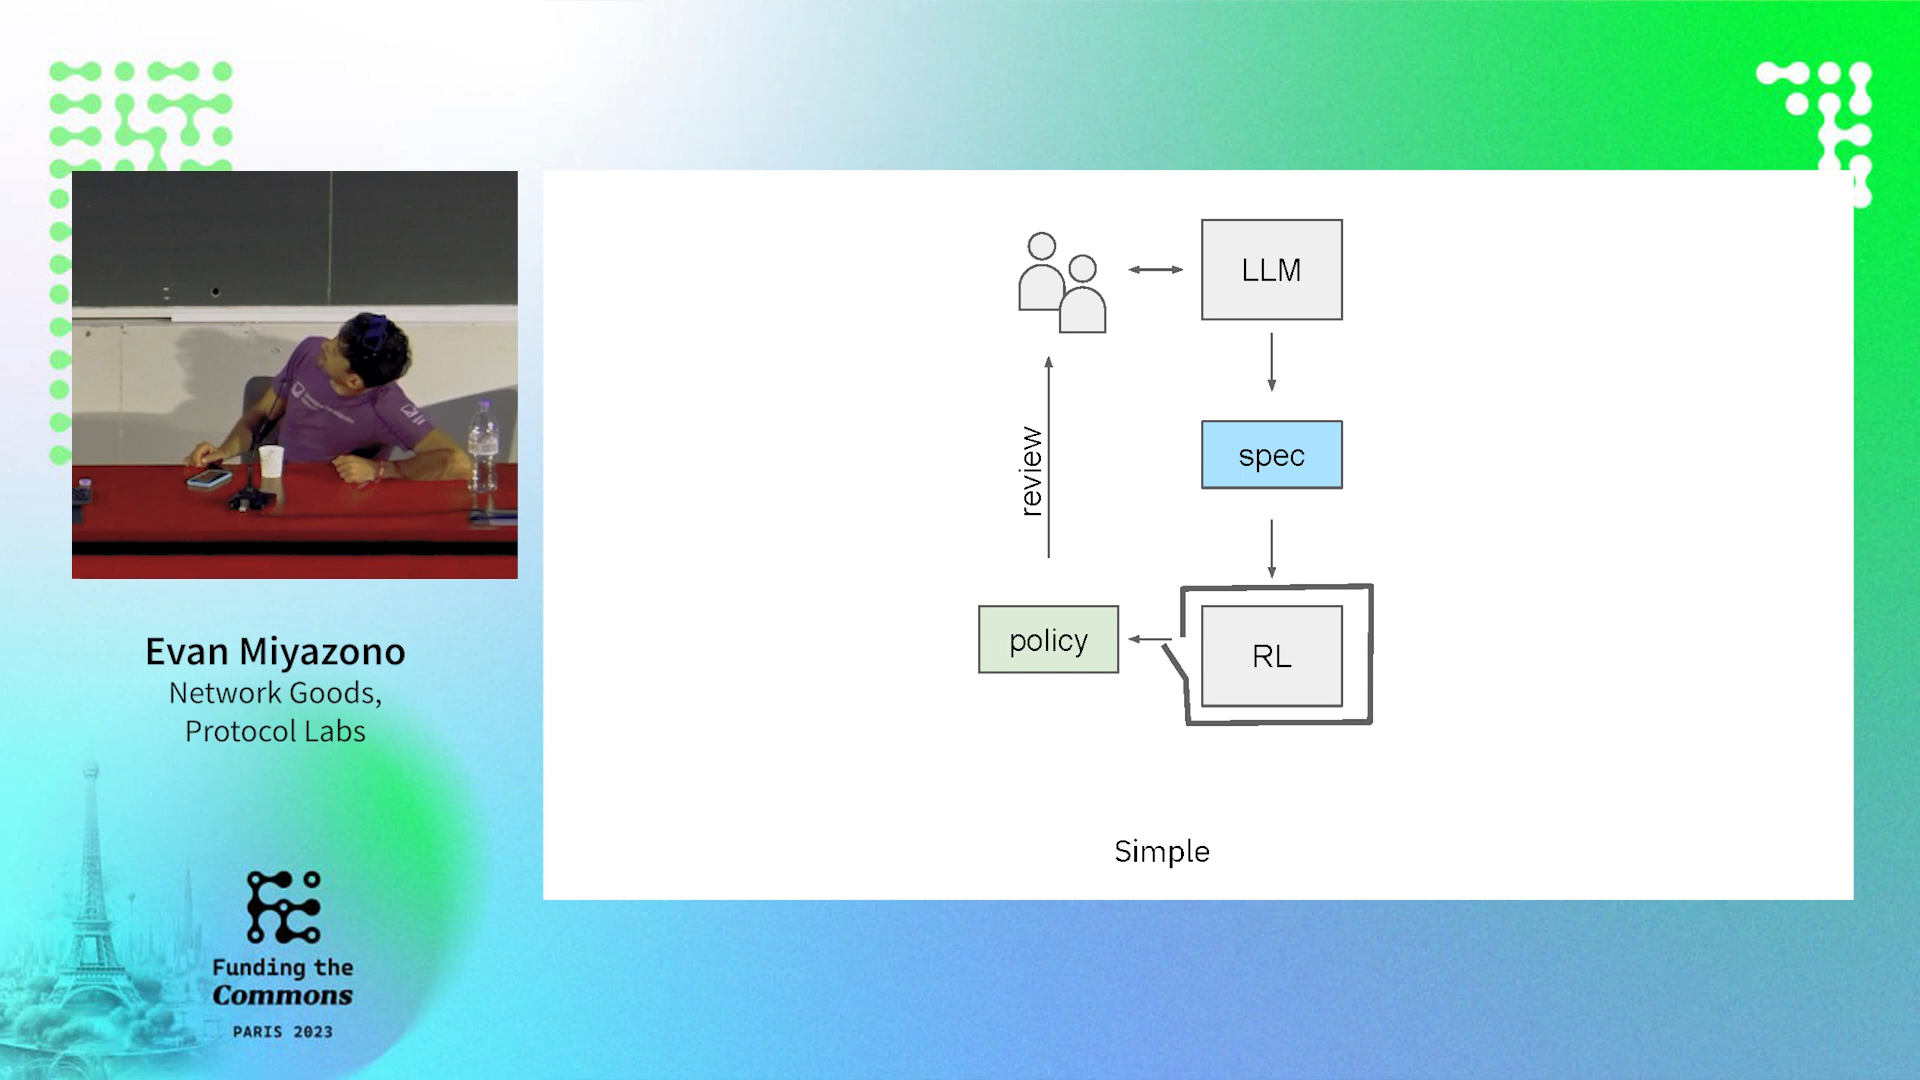 LLM
spec
review
policy
RL
Simple
Evan Miyazono
Network Goods,
Protocol Labs
Funding the
Commons
PARIS 2023